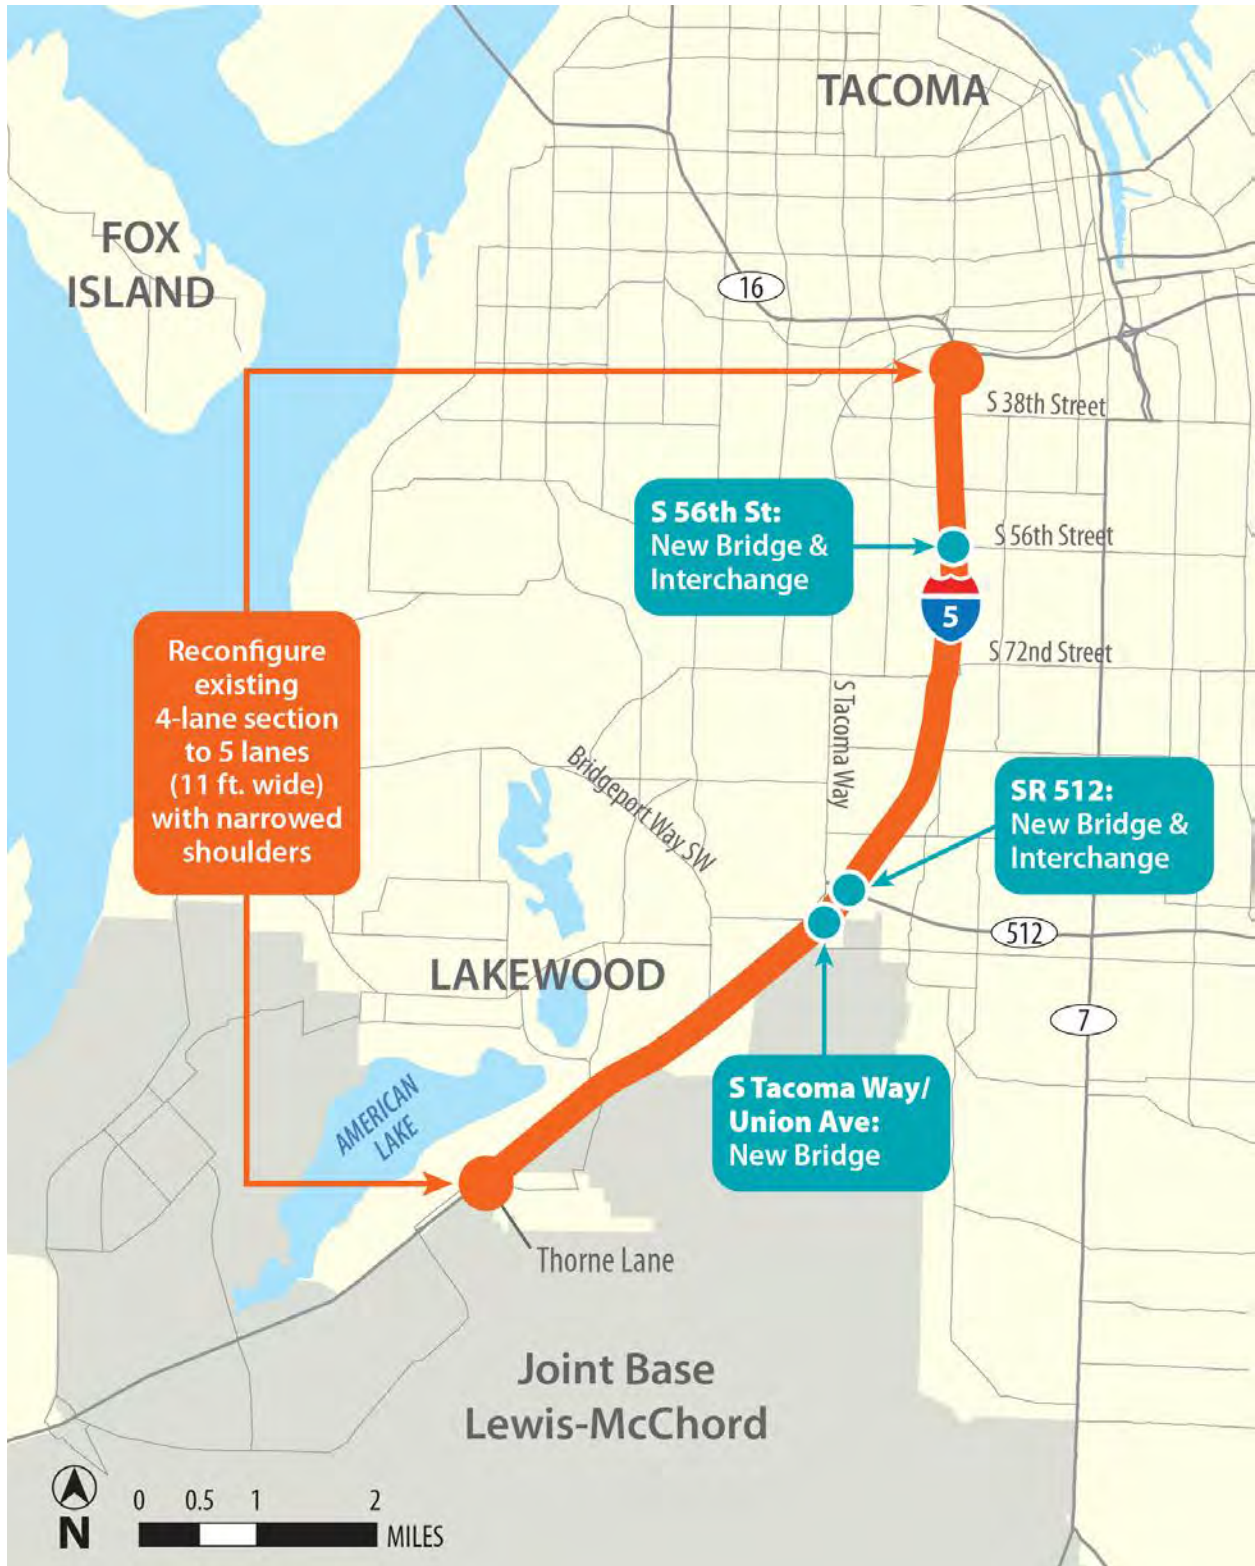 TACOMA
FOX
ISLAND
16
S 38th Street
S 56th St:
New Bridge &
Interchange
S 56th Street
5
S 72nd Street
Reconfigure
existing
4-lane section
to 5 lanes
(11 ft. wide)
with narrowed
shoulders
S Tacoma Way
Bridgeport Way SW
SR 512:
New Bridge &
Interchange
512
LAKEWOOD
7
AMERICAN
LAKE
S Tacoma Way/
Union Ave:
New Bridge
Thorne Lane
Joint Base
Lewis-McChord
N
0 0.5 1 2
MILES